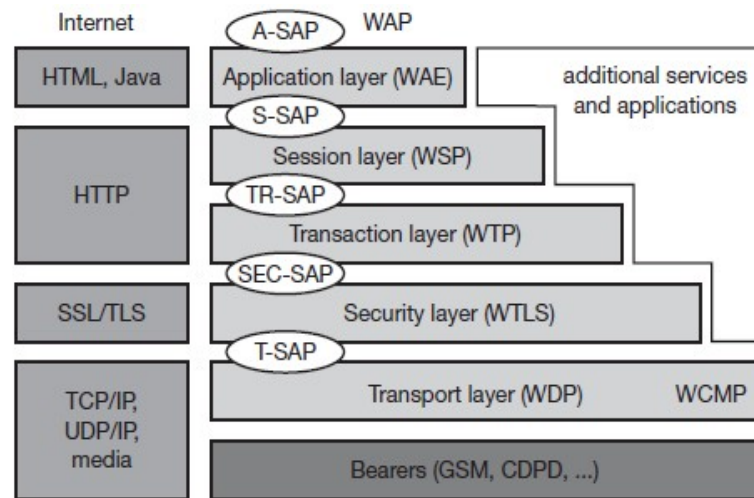 Internet
A-SAP
WAP
HTML, Java
Application layer (WAE)
additional services
and applications
S-SAP
HTTP
Session layer (WSP)
TR-SAP
Transaction layer (WTP)
SEC-SAP
SSL/TLS
Security layer (WTLS)
T-SAP
TCP/IP,
UDP/IP,
media
Transport layer (WDP)
WCMP
Bearers (GSM, CDPD, ...)